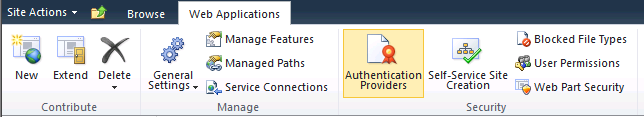 Site Actions Browse Web Applications
New Extend Delete
General Settings
Manage Features
Managed Paths
Service Connections
Authentication Providers
Self-Service Site Creation
Blocked File Types
User Permissions
Web Part Security
Contribute Manage Security